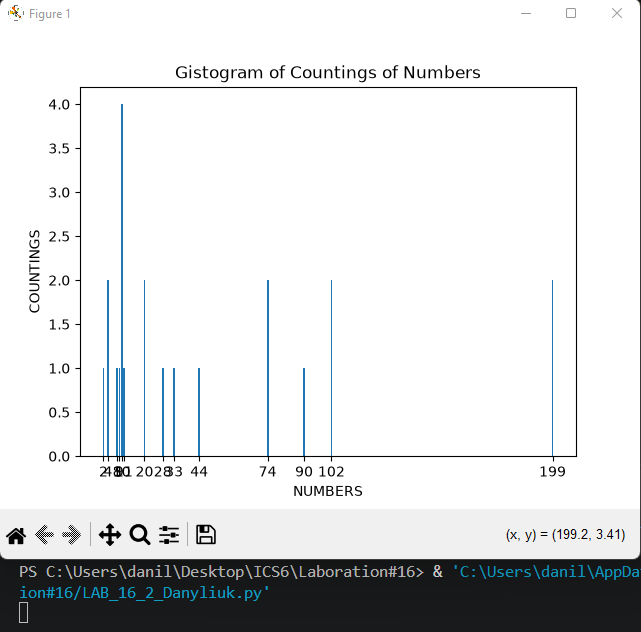 Figure 1
Gistogram of Countings of Numbers
4.0
3.5
3.0
2.5
2.0
1.5
1.0
0.5
0.0
COUNTINGS
20 28 33 44 74 90 102 199
NUMBERS
(x, y) = (199.2, 3.41)
PS C:\Users\danil\Desktop\ICS6\Laboration#16> & 'C:\Users\danil\AppDa
ion#16/LAB_16_2_Danyliuk.py'